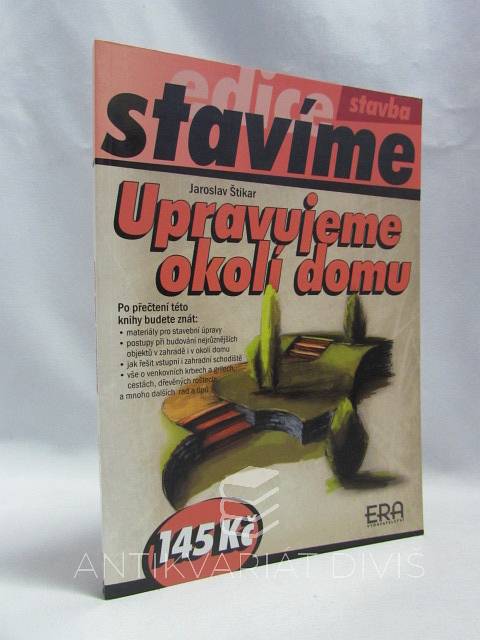 edice
stavba
stavíme
Jaroslav Štikar
Upravujeme
okolí domu
Po přečtení této
knihy budete znát:
• materiály pro stavební úpravy
• postupy při budování nejrůznějších
objektů v zahradě i v okolí domu
• jak řešit vstupní i zahradní schodiště
• vše o venkovních krbech a grilech,
cestách, dřevěných roštech
a mnoho dalších rad a tipů
145 Kč
ERA
VYDAVATELSTVÍ
ANTIKVARIÁT DIVIŠ